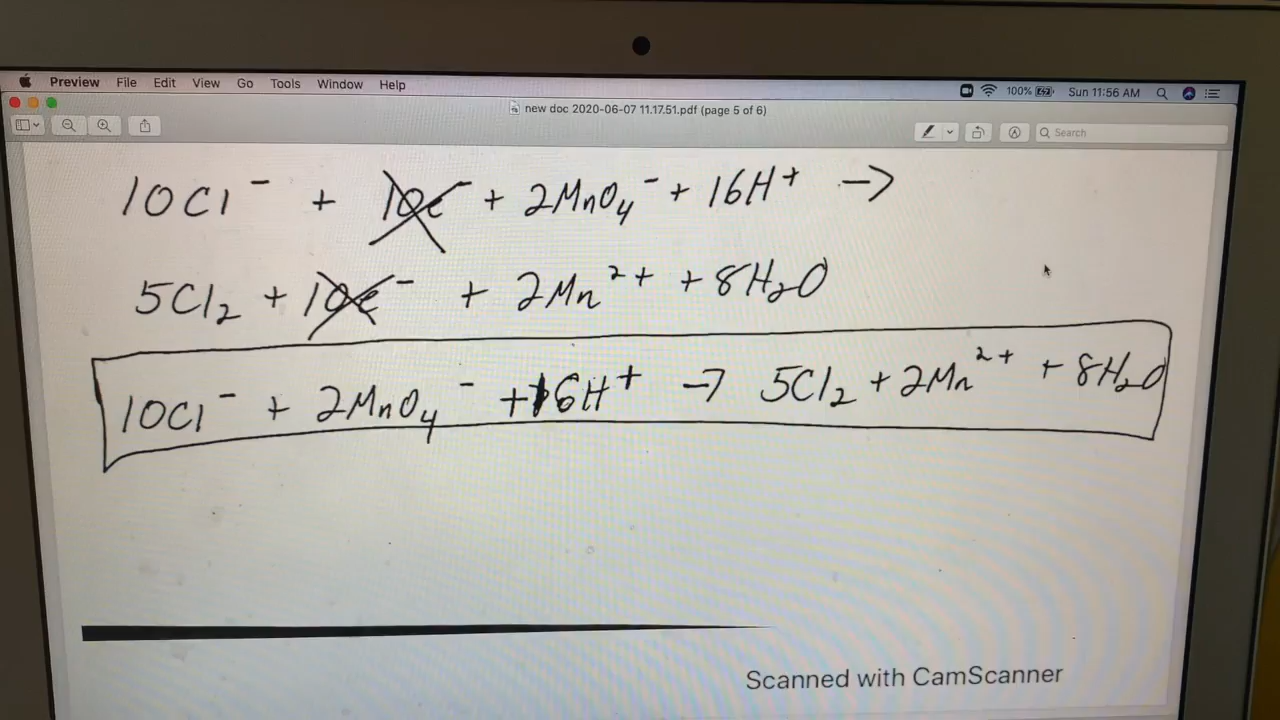 Preview File Edit View Go Tools Window Help 100% Sun 11:56 AM
new doc 2020-06-07 11.17.51.pdf (page 5 of 6)
Search
10Cl⁻ + 10e⁻ + 2MnO₄⁻ + 16H⁺ →
5Cl₂ + 10e⁻ + 2Mn²⁺ + 8H₂O
10Cl⁻ + 2MnO₄⁻ + 16H⁺ → 5Cl₂ + 2Mn²⁺ + 8H₂O
Scanned with CamScanner